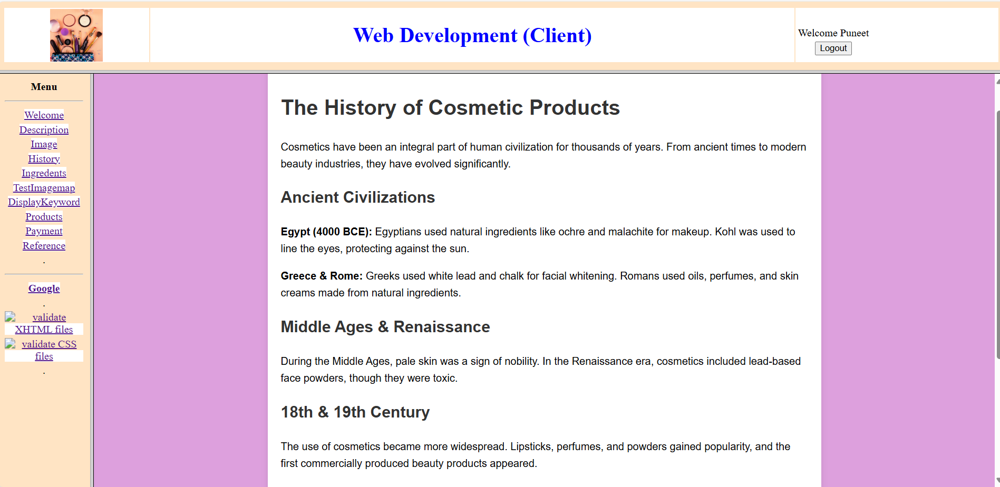 Web Development (Client)
Welcome Puneet
Logout
Menu
Welcome
Description
Image
History
Ingredents
TestImagemap
DisplayKeyword
Products
Payment
Reference
.
Google
.
validate
XHTML files
validate CSS
files
.
The History of Cosmetic Products
Cosmetics have been an integral part of human civilization for thousands of years. From ancient times to modern
beauty industries, they have evolved significantly.
Ancient Civilizations
Egypt (4000 BCE): Egyptians used natural ingredients like ochre and malachite for makeup. Kohl was used to
line the eyes, protecting against the sun.
Greece & Rome: Greeks used white lead and chalk for facial whitening. Romans used oils, perfumes, and skin
creams made from natural ingredients.
Middle Ages & Renaissance
During the Middle Ages, pale skin was a sign of nobility. In the Renaissance era, cosmetics included lead-based
face powders, though they were toxic.
18th & 19th Century
The use of cosmetics became more widespread. Lipsticks, perfumes, and powders gained popularity, and the
first commercially produced beauty products appeared.